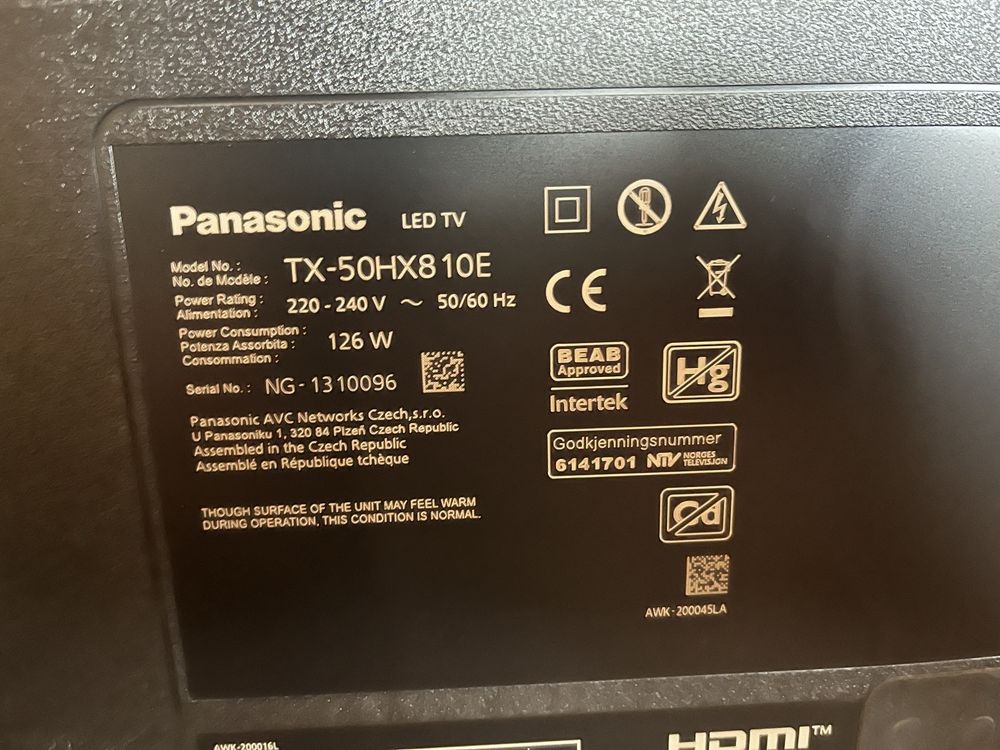 Panasonic LED TV
Model No. :
No. de Modèle : TX-50HX810E
Power Rating :
Alimentation : 220 - 240 V ～ 50/60 Hz
Power Consumption :
Potenza Assorbita : 126 W
Consommation :
Serial No. : NG-1310096
Panasonic AVC Networks Czech,s.r.o.
U Panasoniku 1, 320 84 Plzeň Czech Republic
Assembled in the Czech Republic
Assemblé en République tchèque
THOUGH SURFACE OF THE UNIT MAY FEEL WARM
DURING OPERATION, THIS CONDITION IS NORMAL.
CE
BEAB
Approved
Intertek
Hg
Godkjenningsnummer
6141701 NTV NORGES
TELEVISJON
Cd
AWK-200045LA
AWK-200016L
HDMI™